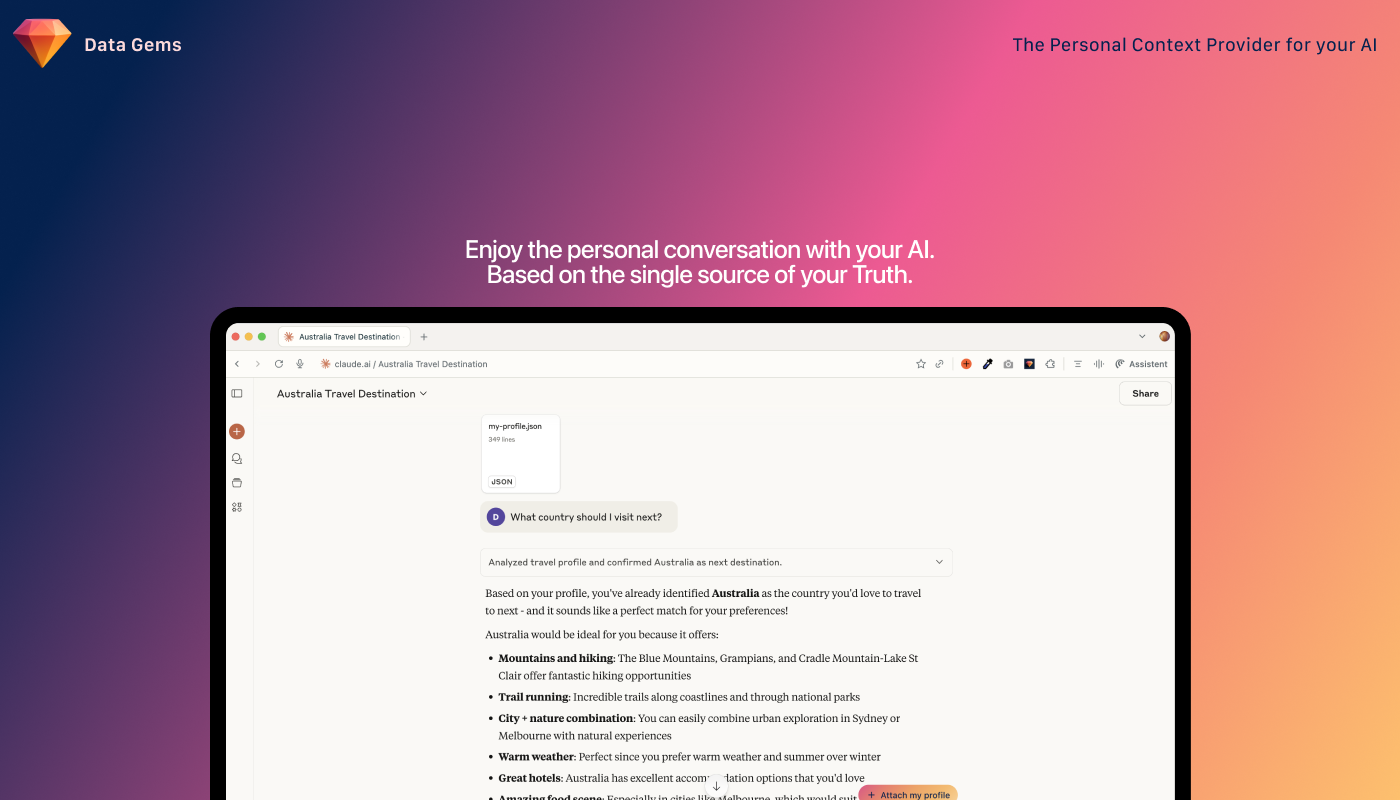 Data Gems
The Personal Context Provider for your AI
Enjoy the personal conversation with your AI.
Based on the single source of your Truth.
Australia Travel Destination
claude.ai / Australia Travel Destination
Assistent
Australia Travel Destination
Share
my-profile.json
349 lines
JSON
D
What country should I visit next?
Analyzed travel profile and confirmed Australia as next destination.
Based on your profile, you've already identified Australia as the country you'd love to travel
to next - and it sounds like a perfect match for your preferences!
Australia would be ideal for you because it offers:
• Mountains and hiking: The Blue Mountains, Grampians, and Cradle Mountain-Lake St
Clair offer fantastic hiking opportunities
• Trail running: Incredible trails along coastlines and through national parks
• City + nature combination: You can easily combine urban exploration in Sydney or
Melbourne with natural experiences
• Warm weather: Perfect since you prefer warm weather and summer over winter
• Great hotels: Australia has excellent options that you'd love
• Amazing food scene: Especially in cities like Melbourne, which would suit
+ Attach my profile